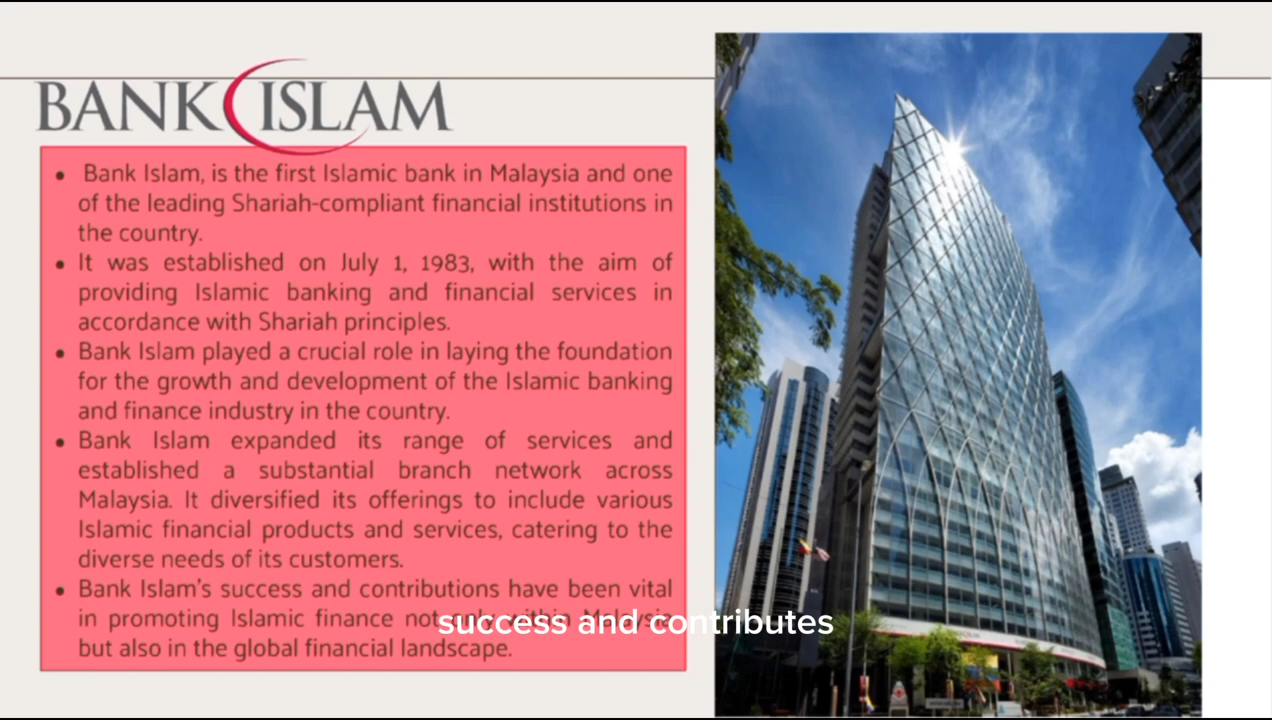 BANK ISLAM
• Bank Islam, is the first Islamic bank in Malaysia and one
of the leading Shariah-compliant financial institutions in
the country.
• It was established on July 1, 1983, with the aim of
providing Islamic banking and financial services in
accordance with Shariah principles.
• Bank Islam played a crucial role in laying the foundation
for the growth and development of the Islamic banking
and finance industry in the country.
• Bank Islam expanded its range of services and
established a substantial branch network across
Malaysia. It diversified its offerings to include various
Islamic financial products and services, catering to the
diverse needs of its customers.
• Bank Islam's success and contributions have been vital
in promoting Islamic finance not only within Malaysia
but also in the global financial landscape.
success and contributes